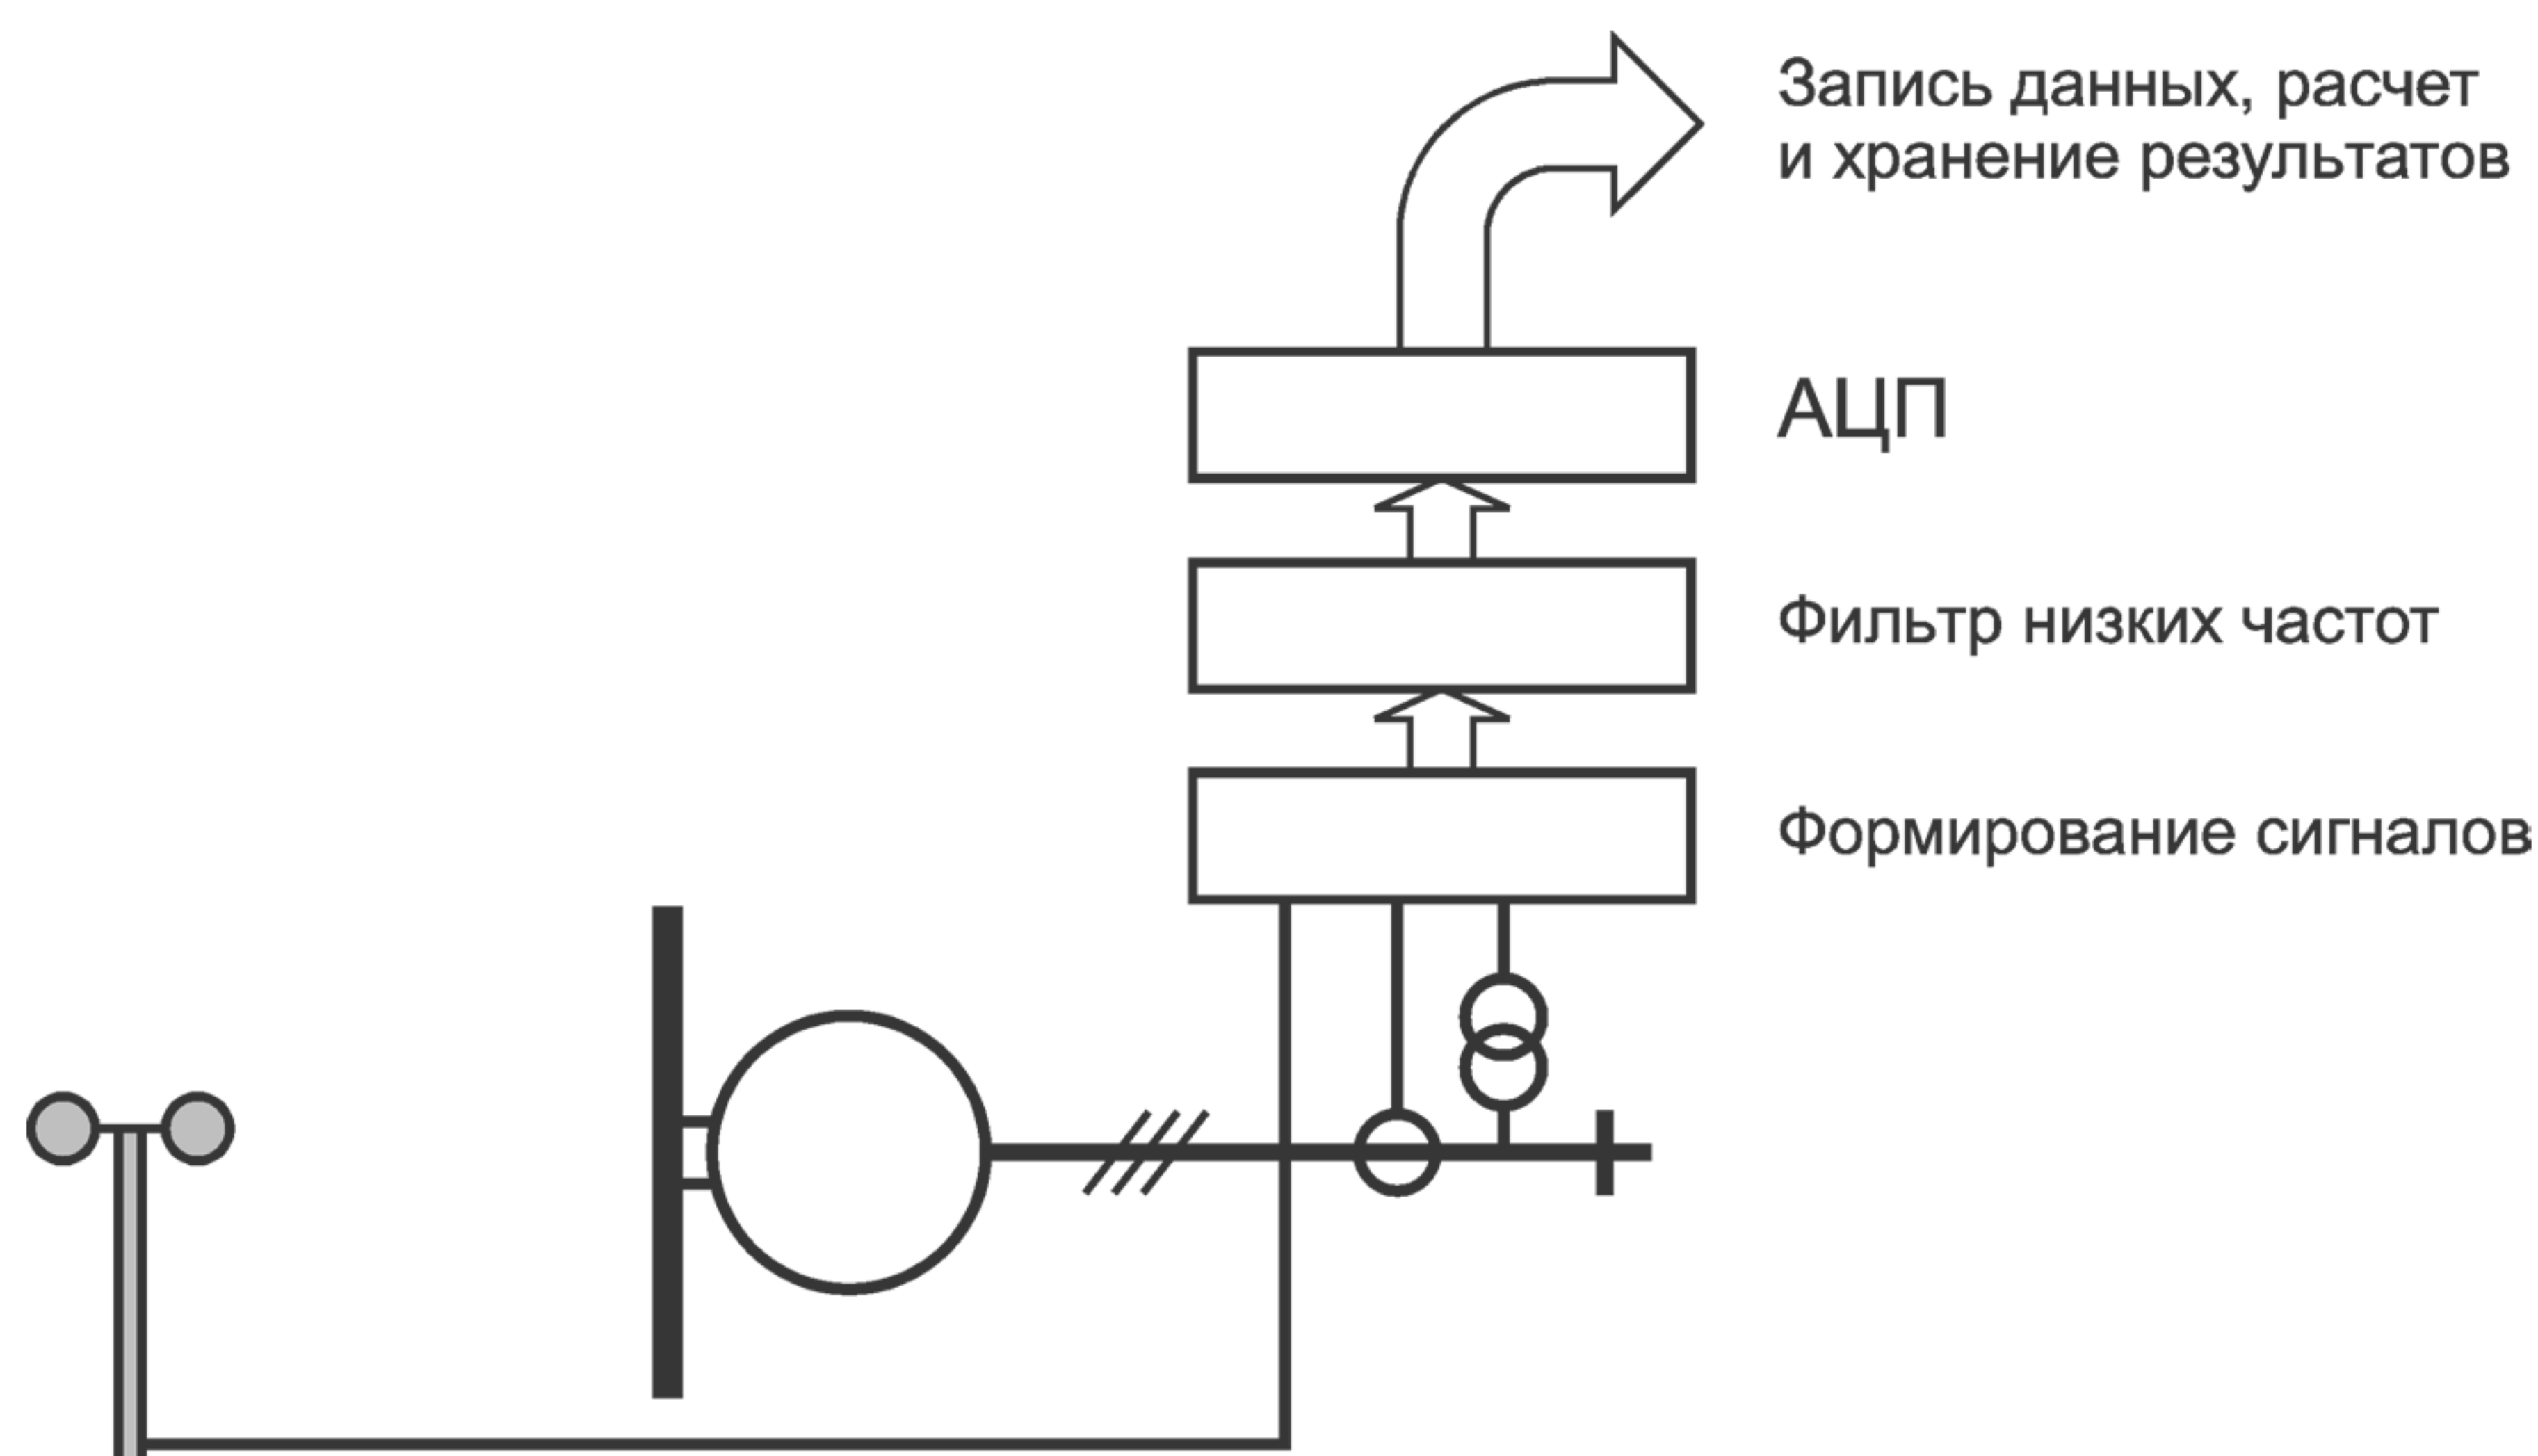 Запись данных, расчет
и хранение результатов
АЦП
Фильтр низких частот
Формирование сигналов